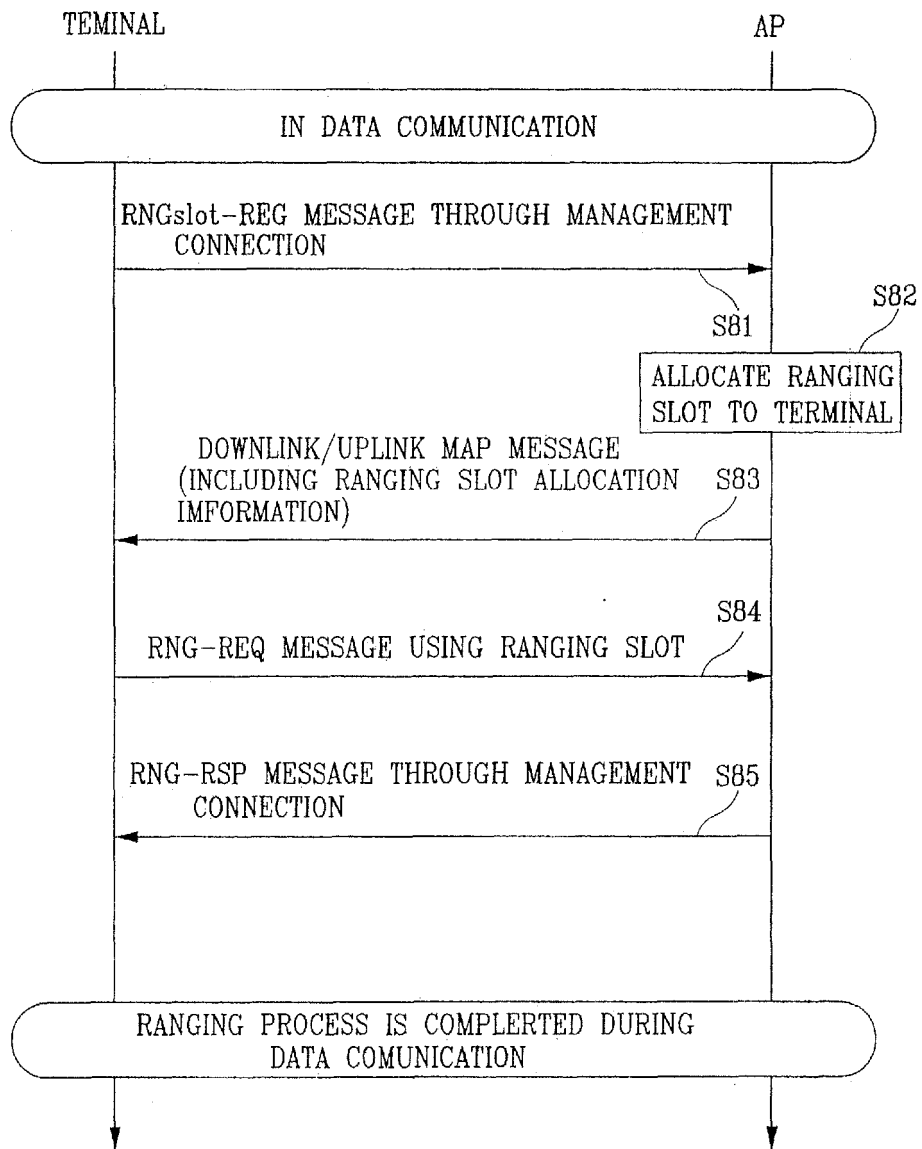 TEMINAL
AP
IN DATA COMMUNICATION
RNGslot-REG MESSAGE THROUGH MANAGEMENT
CONNECTION
S81
S82
ALLOCATE RANGING
SLOT TO TERMINAL
DOWNLINK/UPLINK MAP MESSAGE
(INCLUDING RANGING SLOT ALLOCATION
IMFORMATION)
S83
S84
RNG-REQ MESSAGE USING RANGING SLOT
RNG-RSP MESSAGE THROUGH MANAGEMENT
CONNECTION
S85
RANGING PROCESS IS COMPLERTED DURING
DATA COMUNICATION